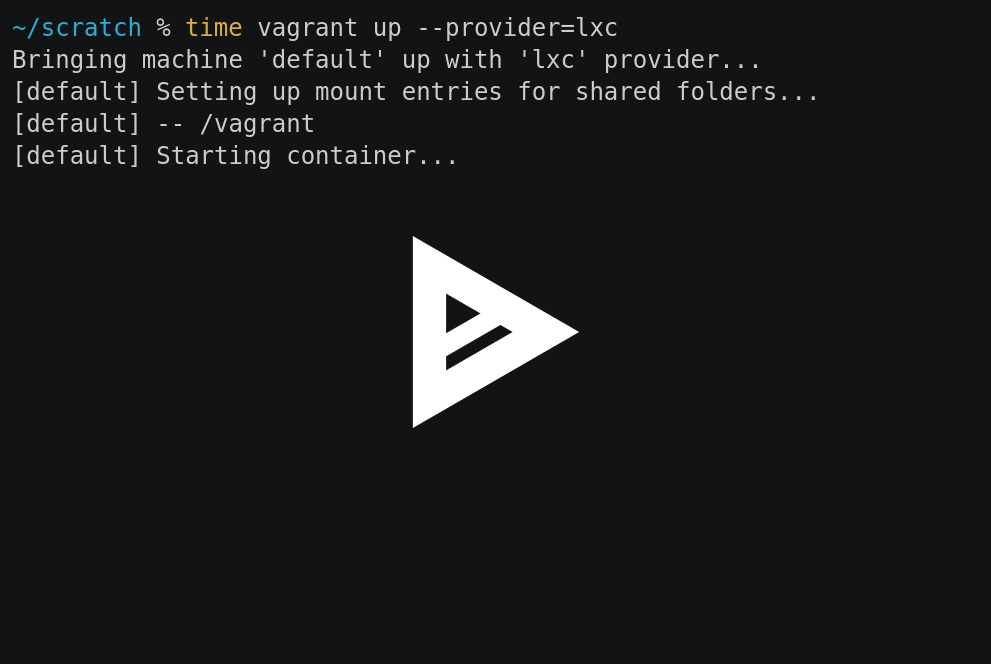 ~/scratch % time vagrant up --provider=lxc
Bringing machine 'default' up with 'lxc' provider...
[default] Setting up mount entries for shared folders...
[default] -- /vagrant
[default] Starting container...